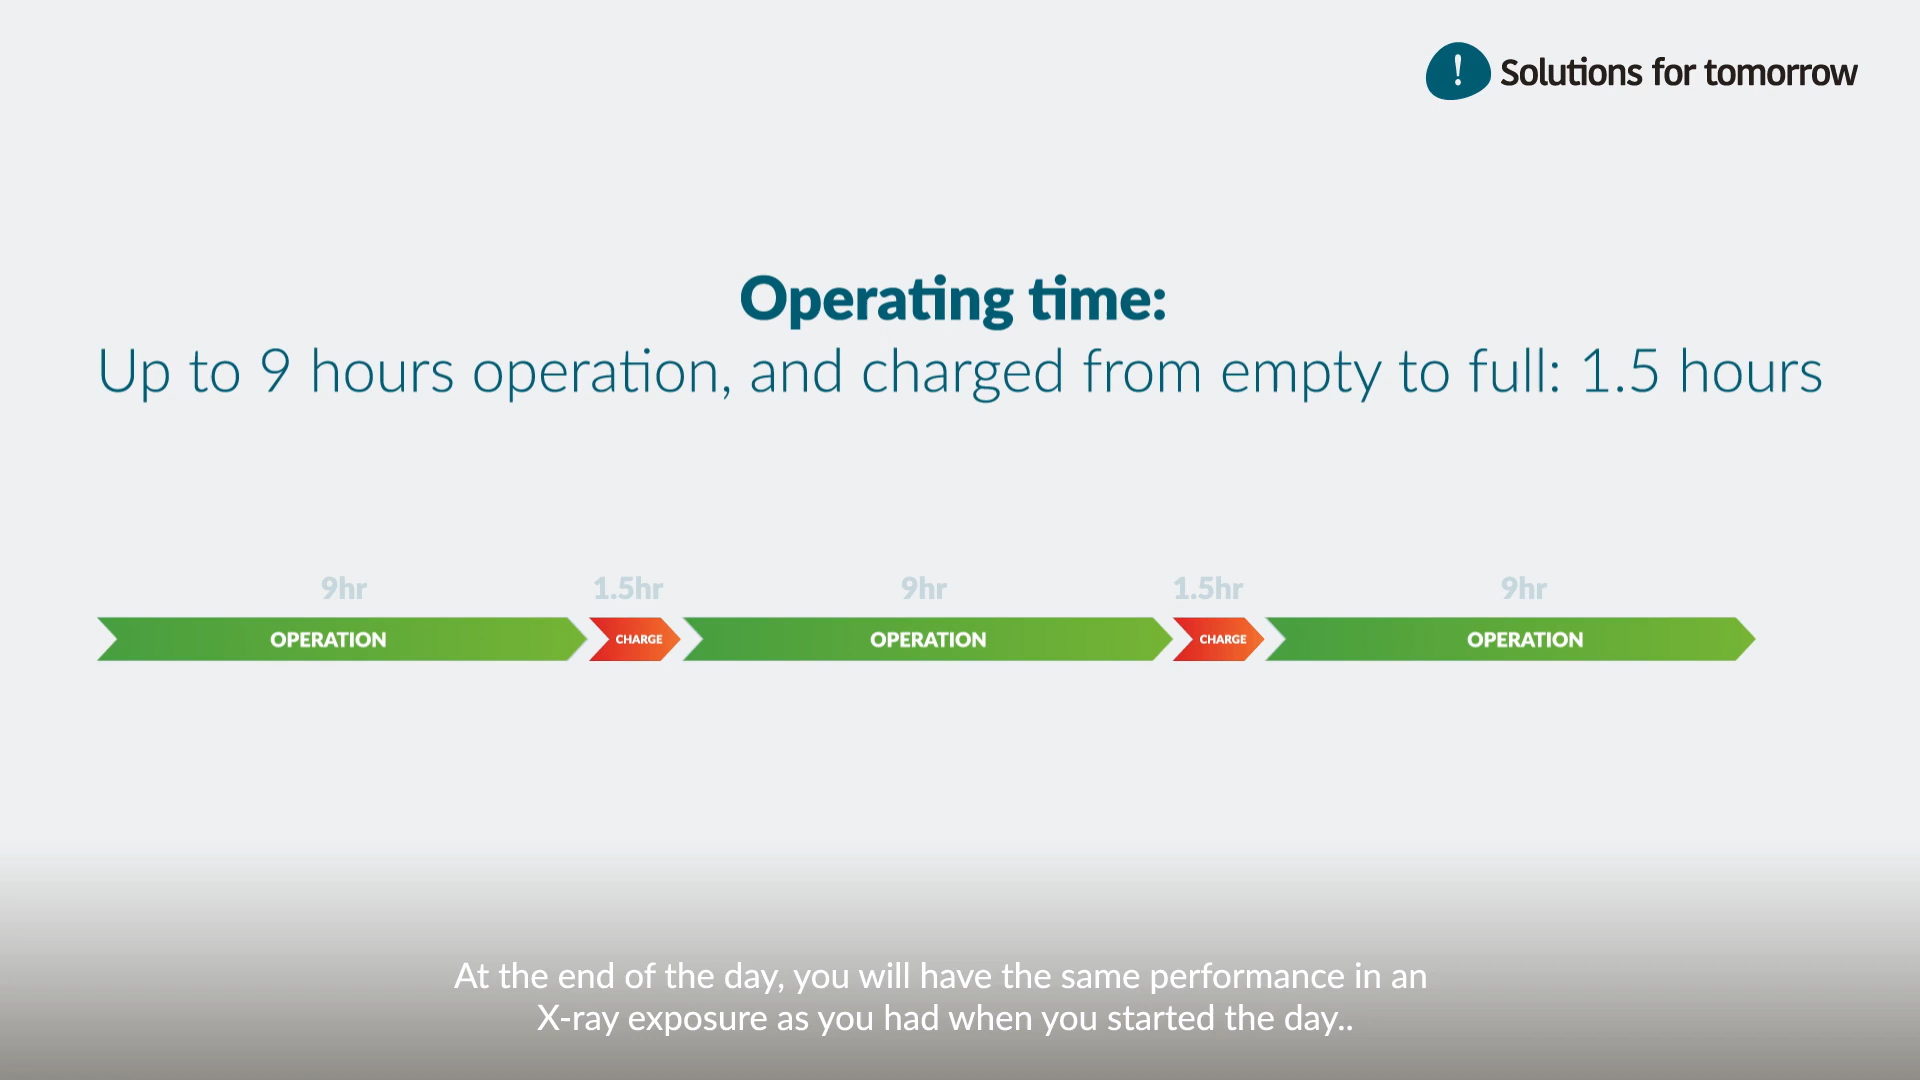 ! Solutions for tomorrow
Operating time:
Up to 9 hours operation, and charged from empty to full: 1.5 hours
9hr 1.5hr 9hr 1.5hr 9hr
OPERATION CHARGE OPERATION CHARGE OPERATION
At the end of the day, you will have the same performance in an
X-ray exposure as you had when you started the day..